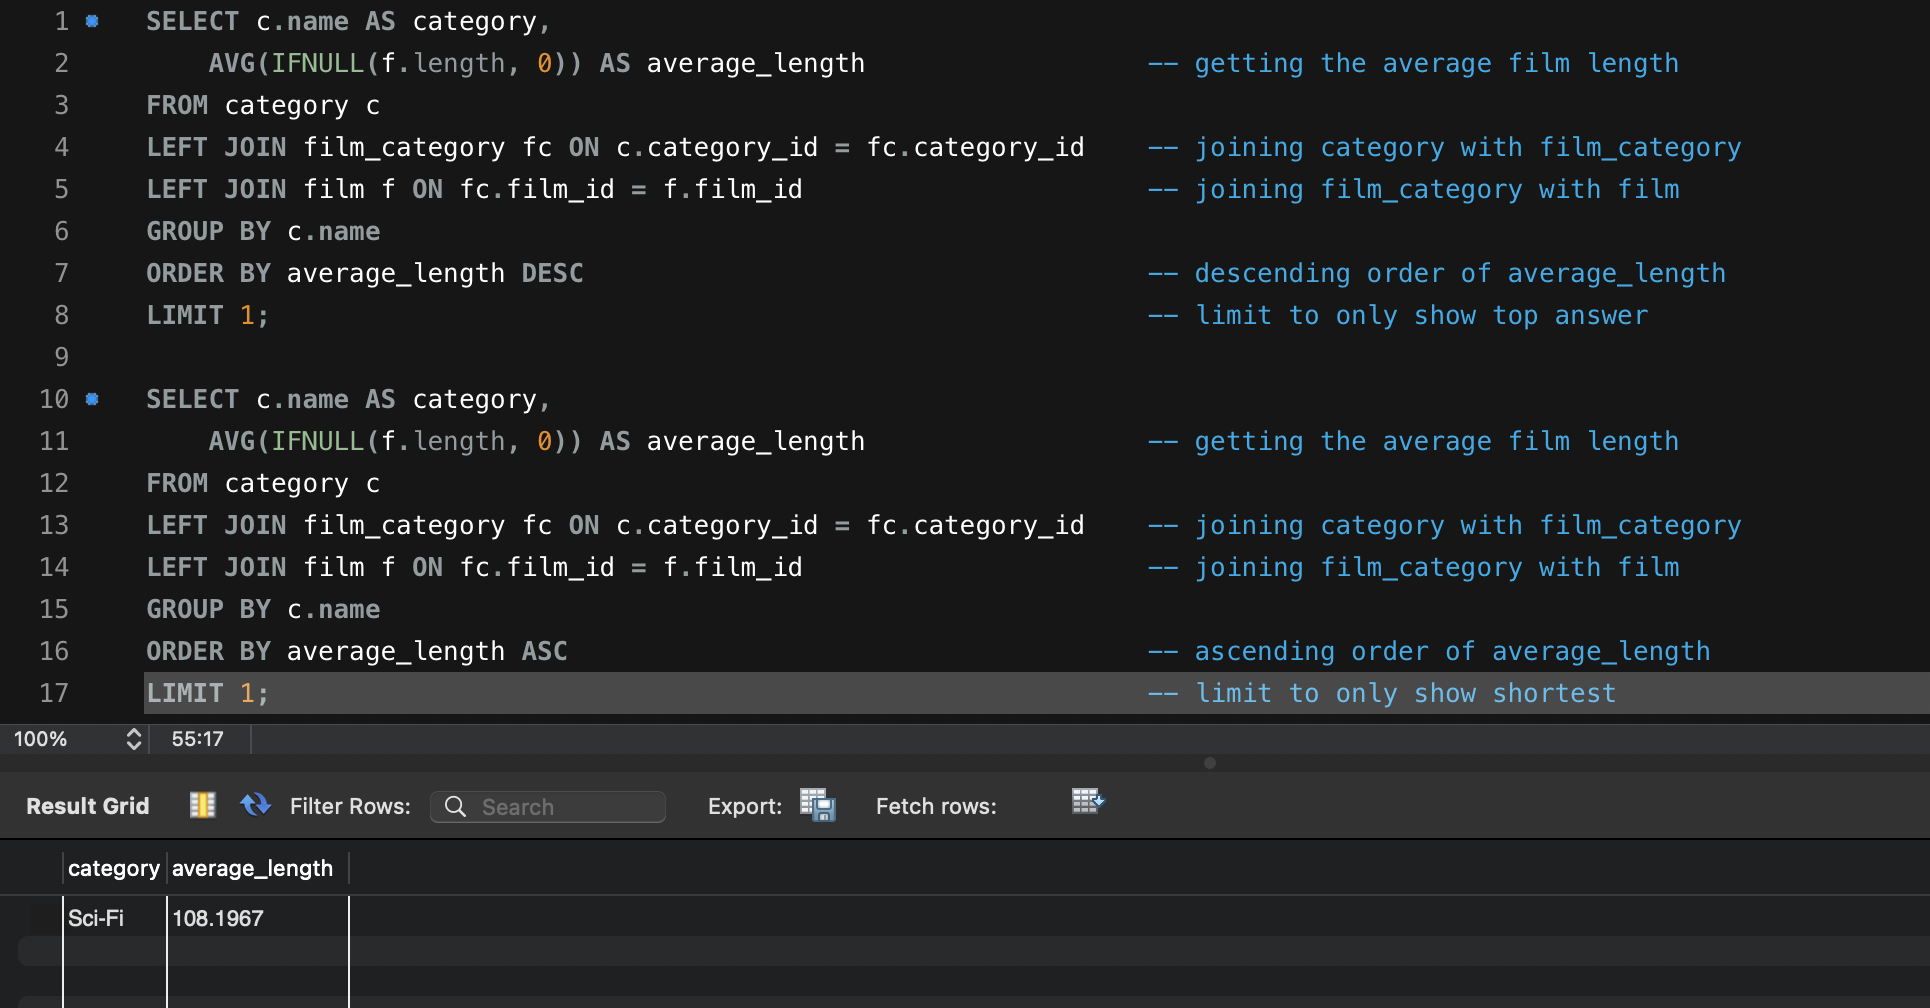 1 SELECT c.name AS category,
2 AVG(IFNULL(f.length, 0)) AS average_length -- getting the average film length
3 FROM category c
4 LEFT JOIN film_category fc ON c.category_id = fc.category_id -- joining category with film_category
5 LEFT JOIN film f ON fc.film_id = f.film_id -- joining film_category with film
6 GROUP BY c.name
7 ORDER BY average_length DESC -- descending order of average_length
8 LIMIT 1; -- limit to only show top answer
9
10 SELECT c.name AS category,
11 AVG(IFNULL(f.length, 0)) AS average_length -- getting the average film length
12 FROM category c
13 LEFT JOIN film_category fc ON c.category_id = fc.category_id -- joining category with film_category
14 LEFT JOIN film f ON fc.film_id = f.film_id -- joining film_category with film
15 GROUP BY c.name
16 ORDER BY average_length ASC -- ascending order of average_length
17 LIMIT 1; -- limit to only show shortest
100% 55:17
Result Grid Filter Rows: Search Export: Fetch rows:
category average_length
Sci-Fi 108.1967